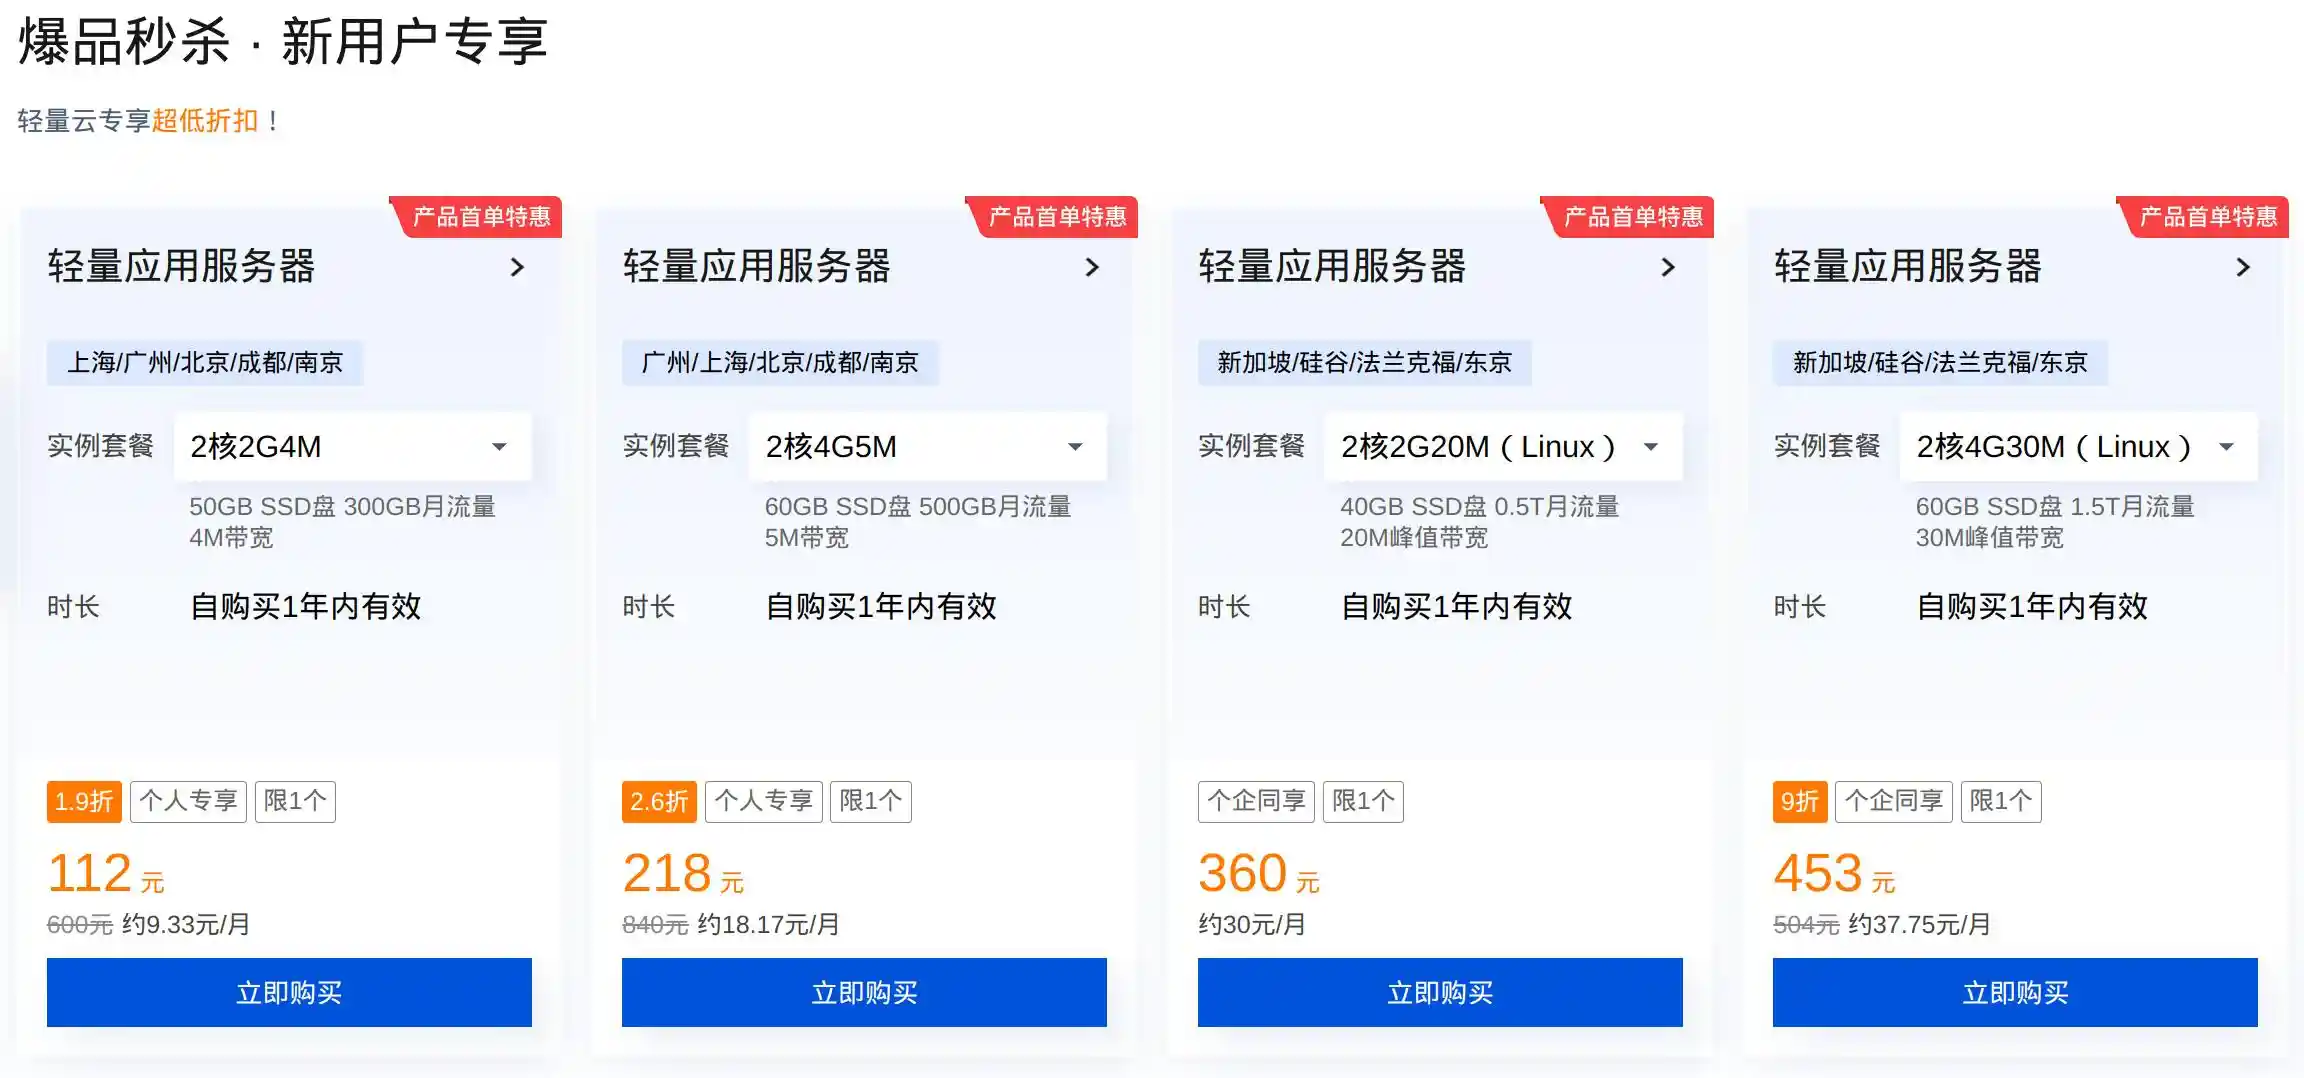 爆品秒杀 · 新用户专享
轻量云专享超低折扣！
产品首单特惠
轻量应用服务器
上海/广州/北京/成都/南京
实例套餐 2核2G4M
50GB SSD盘 300GB月流量
4M带宽
时长 自购买1年内有效
1.9折 个人专享 限1个
112 元
600元 约9.33元/月
立即购买
产品首单特惠
轻量应用服务器
广州/上海/北京/成都/南京
实例套餐 2核4G5M
60GB SSD盘 500GB月流量
5M带宽
时长 自购买1年内有效
2.6折 个人专享 限1个
218 元
840元 约18.17元/月
立即购买
产品首单特惠
轻量应用服务器
新加坡/硅谷/法兰克福/东京
实例套餐 2核2G20M（Linux）
40GB SSD盘 0.5T月流量
20M峰值带宽
时长 自购买1年内有效
个企同享 限1个
360 元
约30元/月
立即购买
产品首单特惠
轻量应用服务器
新加坡/硅谷/法兰克福/东京
实例套餐 2核4G30M（Linux）
60GB SSD盘 1.5T月流量
30M峰值带宽
时长 自购买1年内有效
9折 个企同享 限1个
453 元
504元 约37.75元/月
立即购买